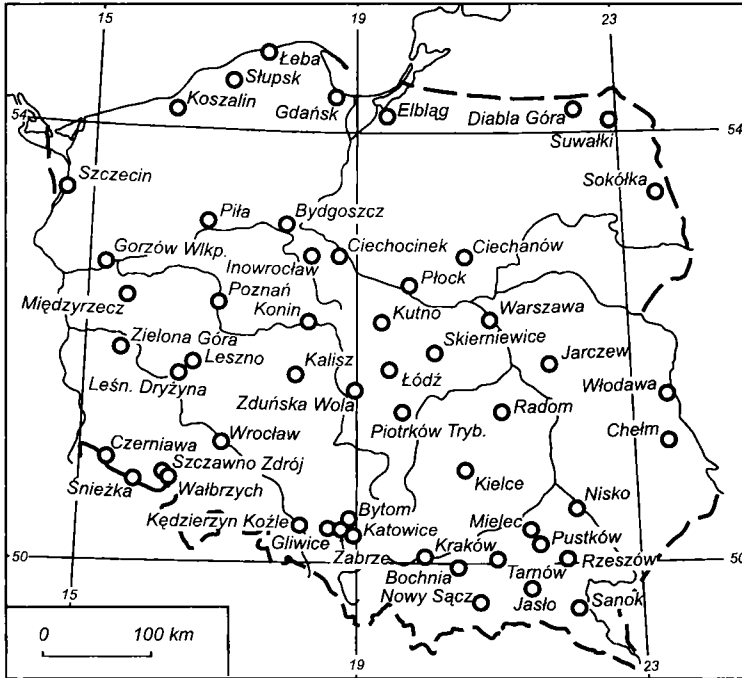 15 19 23
Łeba
Słupsk
Koszalin
Gdańsk
Elbląg
Diabla Góra
54 54
Suwałki
Szczecin
Sokółka
Piła
Bydgoszcz
Gorzów Wlkp.
Ciechocinek
Ciechanów
Inowrocław
Płock
Międzyrzecz
Poznań
Konin
Kutno
Warszawa
Zielona Góra
Skierniewice
Leszno
Kalisz
Jarczew
Leśn. Dryżyna
Łódź
Włodawa
Zduńska Wola
Piotrków Tryb.
Radom
Czerniawa
Wrocław
Chełm
Szczawno Zdrój
Śnieżka
Wałbrzych
Kielce
Nisko
Bytom
Kędzierzyn Koźle
Katowice
Mielec
Gliwice
Pustków
Zabrze
Kraków
Rzeszów
50 50
Bochnia
Tarnów
Nowy Sącz
Jasło
Sanok
15
0 100 km
19 23